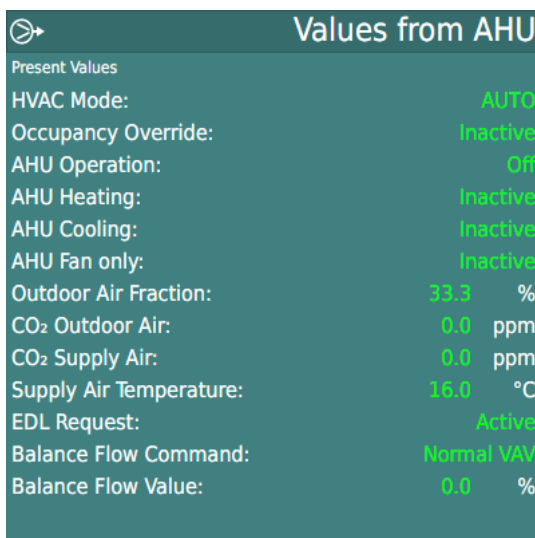 Values from AHU
Present Values
HVAC Mode: AUTO
Occupancy Override: Inactive
AHU Operation: Off
AHU Heating: Inactive
AHU Cooling: Inactive
AHU Fan only: Inactive
Outdoor Air Fraction: 33.3 %
CO₂ Outdoor Air: 0.0 ppm
CO₂ Supply Air: 0.0 ppm
Supply Air Temperature: 16.0 °C
EDL Request: Active
Balance Flow Command: Normal VAV
Balance Flow Value: 0.0 %